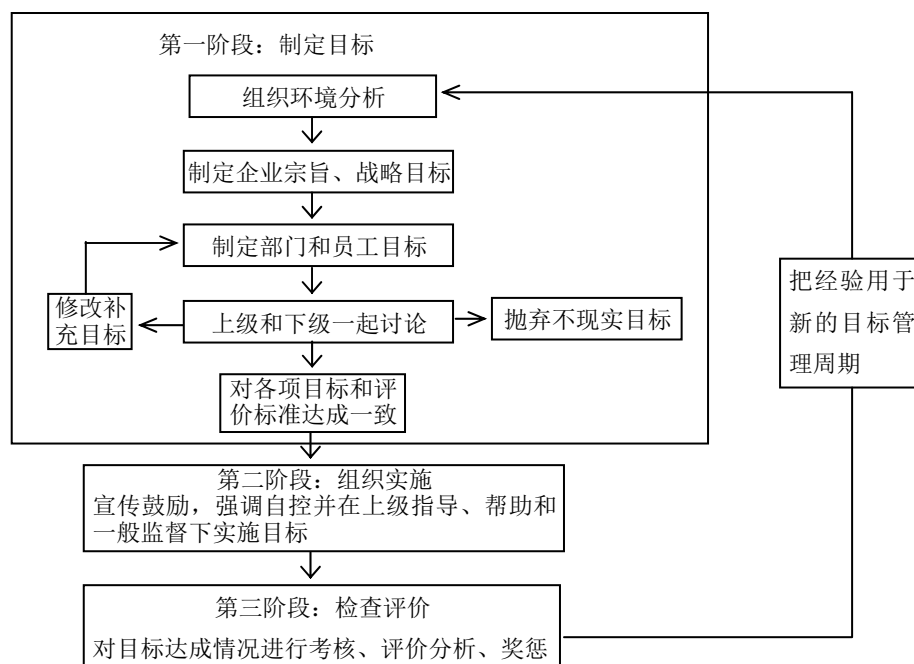 第一阶段：制定目标
组织环境分析
制定企业宗旨、战略目标
制定部门和员工目标
修改补
充目标
上级和下级一起讨论
抛弃不现实目标
对各项目标和评
价标准达成一致
第二阶段：组织实施
宣传鼓励，强调自控并在上级指导、帮助和
一般监督下实施目标
第三阶段：检查评价
对目标达成情况进行考核、评价分析、奖惩
把经验用于
新的目标管
理周期